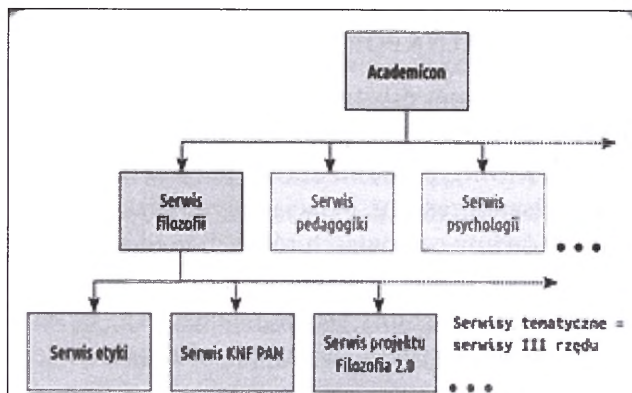 Academicon
Serwis
Filozofii
Serwis
pedagogiki
Serwis
psychologii
Serwis etyki
Serwis KNF PAN
Serwis projektu
Filozofia 2.0
Serwisy tematyczne =
serwisy III rzędu